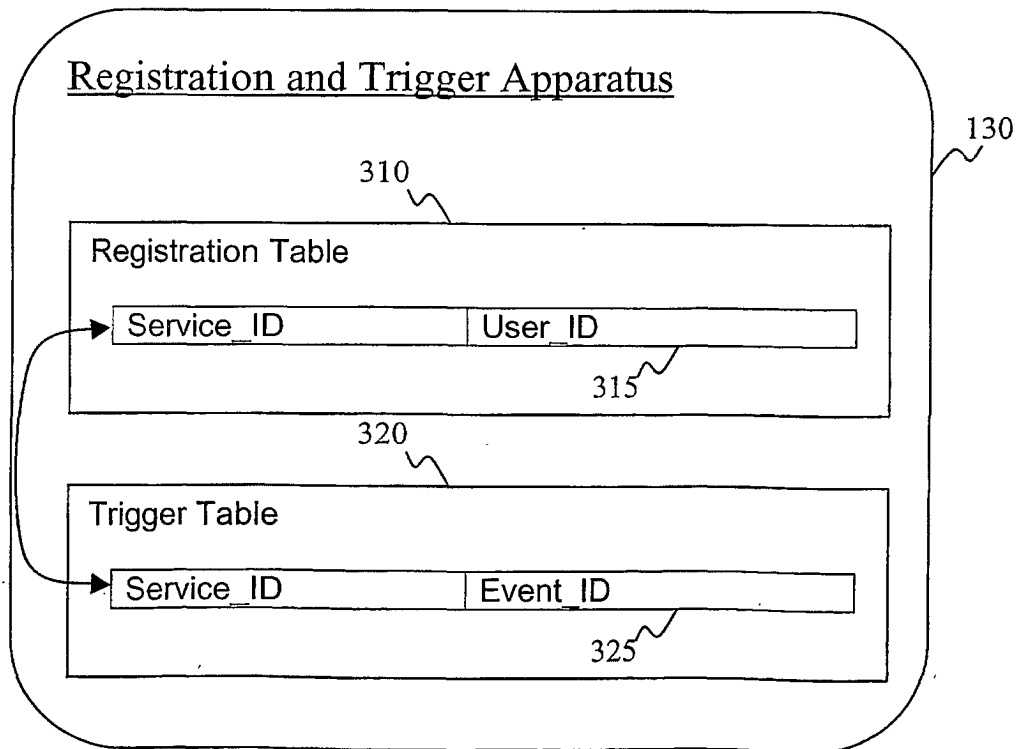 Registration and Trigger Apparatus
130
310
Registration Table
Service_ID User_ID
315
320
Trigger Table
Service_ID Event_ID
325